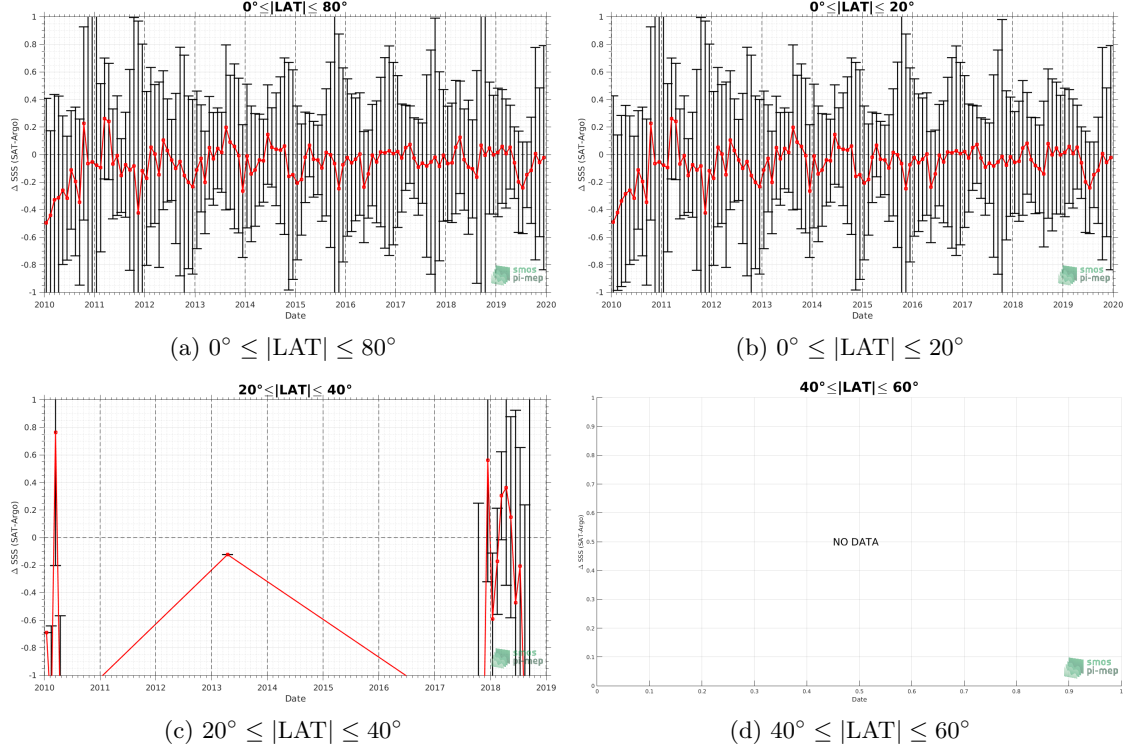 0°≤|LAT|≤ 80°
1
0.8
0.6
0.4
0.2
0
-0.2
-0.4
-0.6
-0.8
-1
Δ SSS (SAT-Argo)
2010 2011 2012 2013 2014 2015 2016 2017 2018 2019 2020
Date
smos
pi-mep
(a) 0° ≤ |LAT| ≤ 80°
0°≤|LAT|≤ 20°
1
0.8
0.6
0.4
0.2
0
-0.2
-0.4
-0.6
-0.8
-1
Δ SSS (SAT-Argo)
2010 2011 2012 2013 2014 2015 2016 2017 2018 2019 2020
Date
smos
pi-mep
(b) 0° ≤ |LAT| ≤ 20°
20°≤|LAT|≤ 40°
1
0.8
0.6
0.4
0.2
0
-0.2
-0.4
-0.6
-0.8
-1
Δ SSS (SAT-Argo)
2010 2011 2012 2013 2014 2015 2016 2017 2018 2019
Date
smos
pi-mep
(c) 20° ≤ |LAT| ≤ 40°
40°≤|LAT|≤ 60°
1
0.9
0.8
0.7
0.6
0.5
0.4
0.3
0.2
0.1
0
Δ SSS (SAT-Argo)
NO DATA
0 0.1 0.2 0.3 0.4 0.5 0.6 0.7 0.8 0.9 1
Date
smos
pi-mep
(d) 40° ≤ |LAT| ≤ 60°